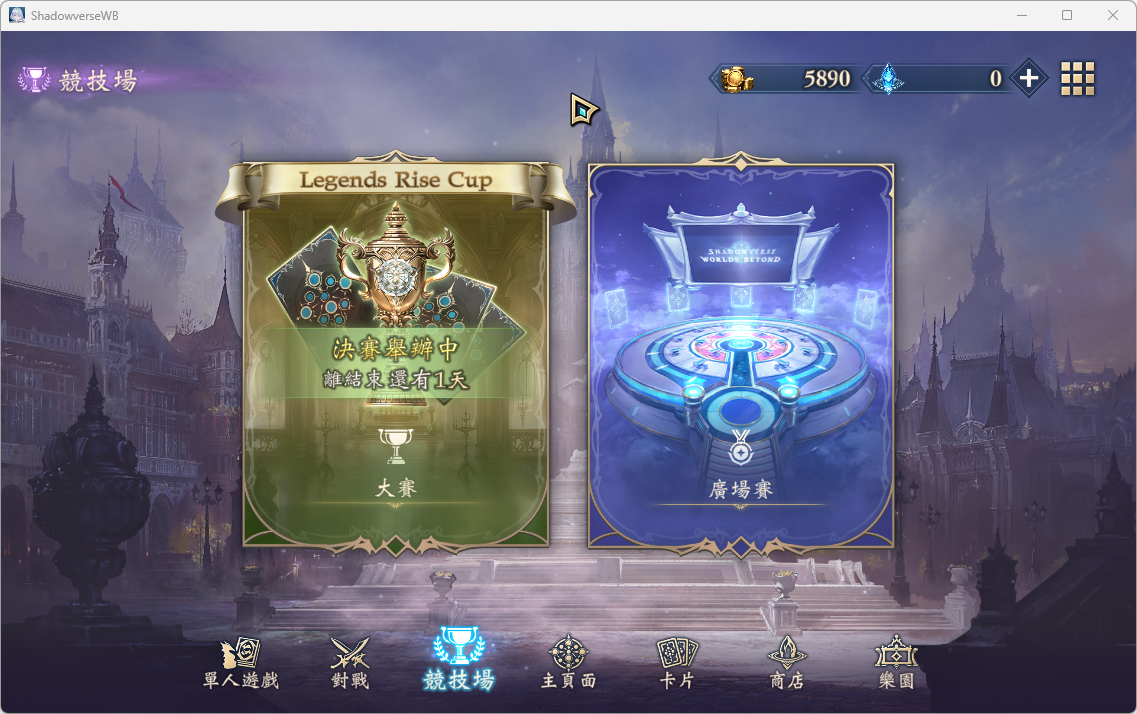 ShadowverseWB
競技場
5890
0
Legends Rise Cup
決賽舉辦中
離結束還有1天
大賽
SHADOWVERSE
WORLDS BEYOND
廣場賽
單人遊戲
對戰
競技場
主頁面
卡片
商店
樂園